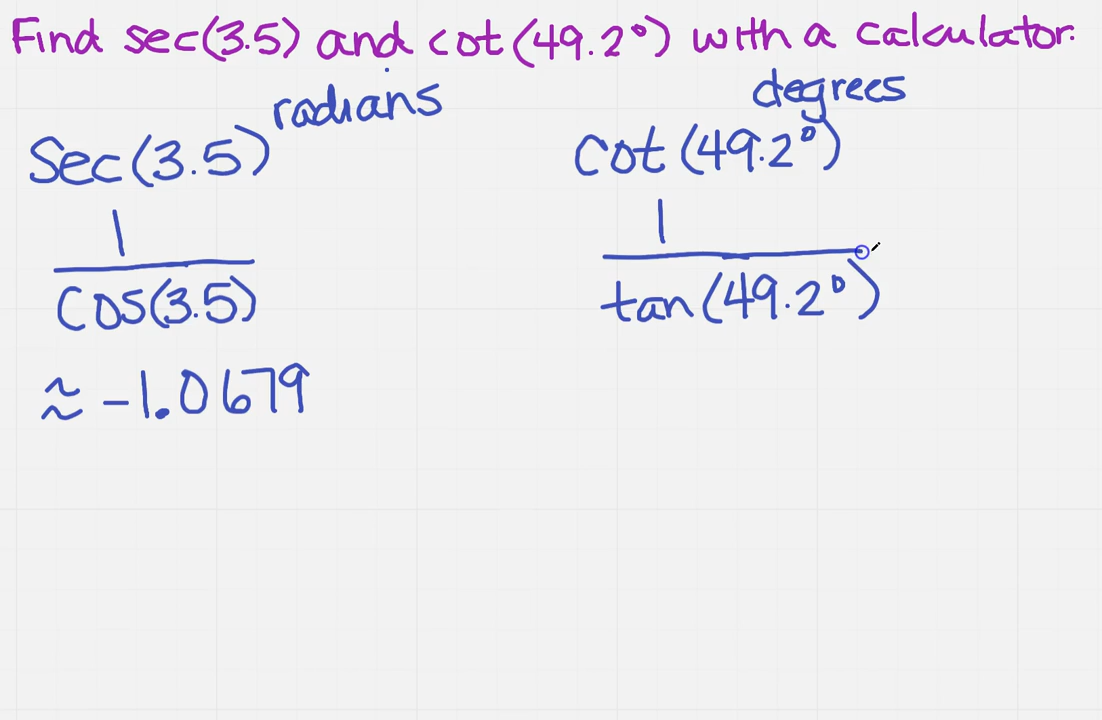 Find sec(3.5) and cot(49.2°) with a calculator.
radians
degrees
Sec(3.5)
cot(49.2°)
1
cos(3.5)
1
tan(49.2°)
≈ -1.0679